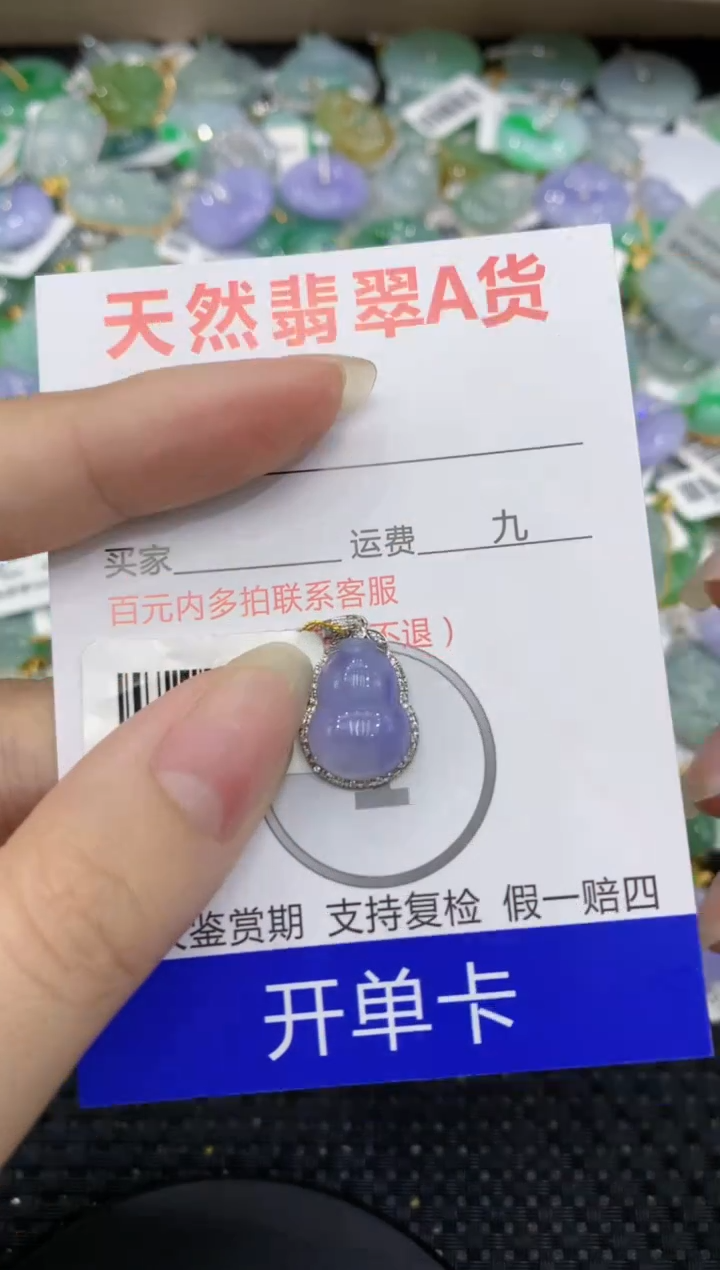 天然翡翠A货
买家 运费 九
百元内多拍联系客服
不退）
鉴赏期 支持复检 假一赔四
开单卡